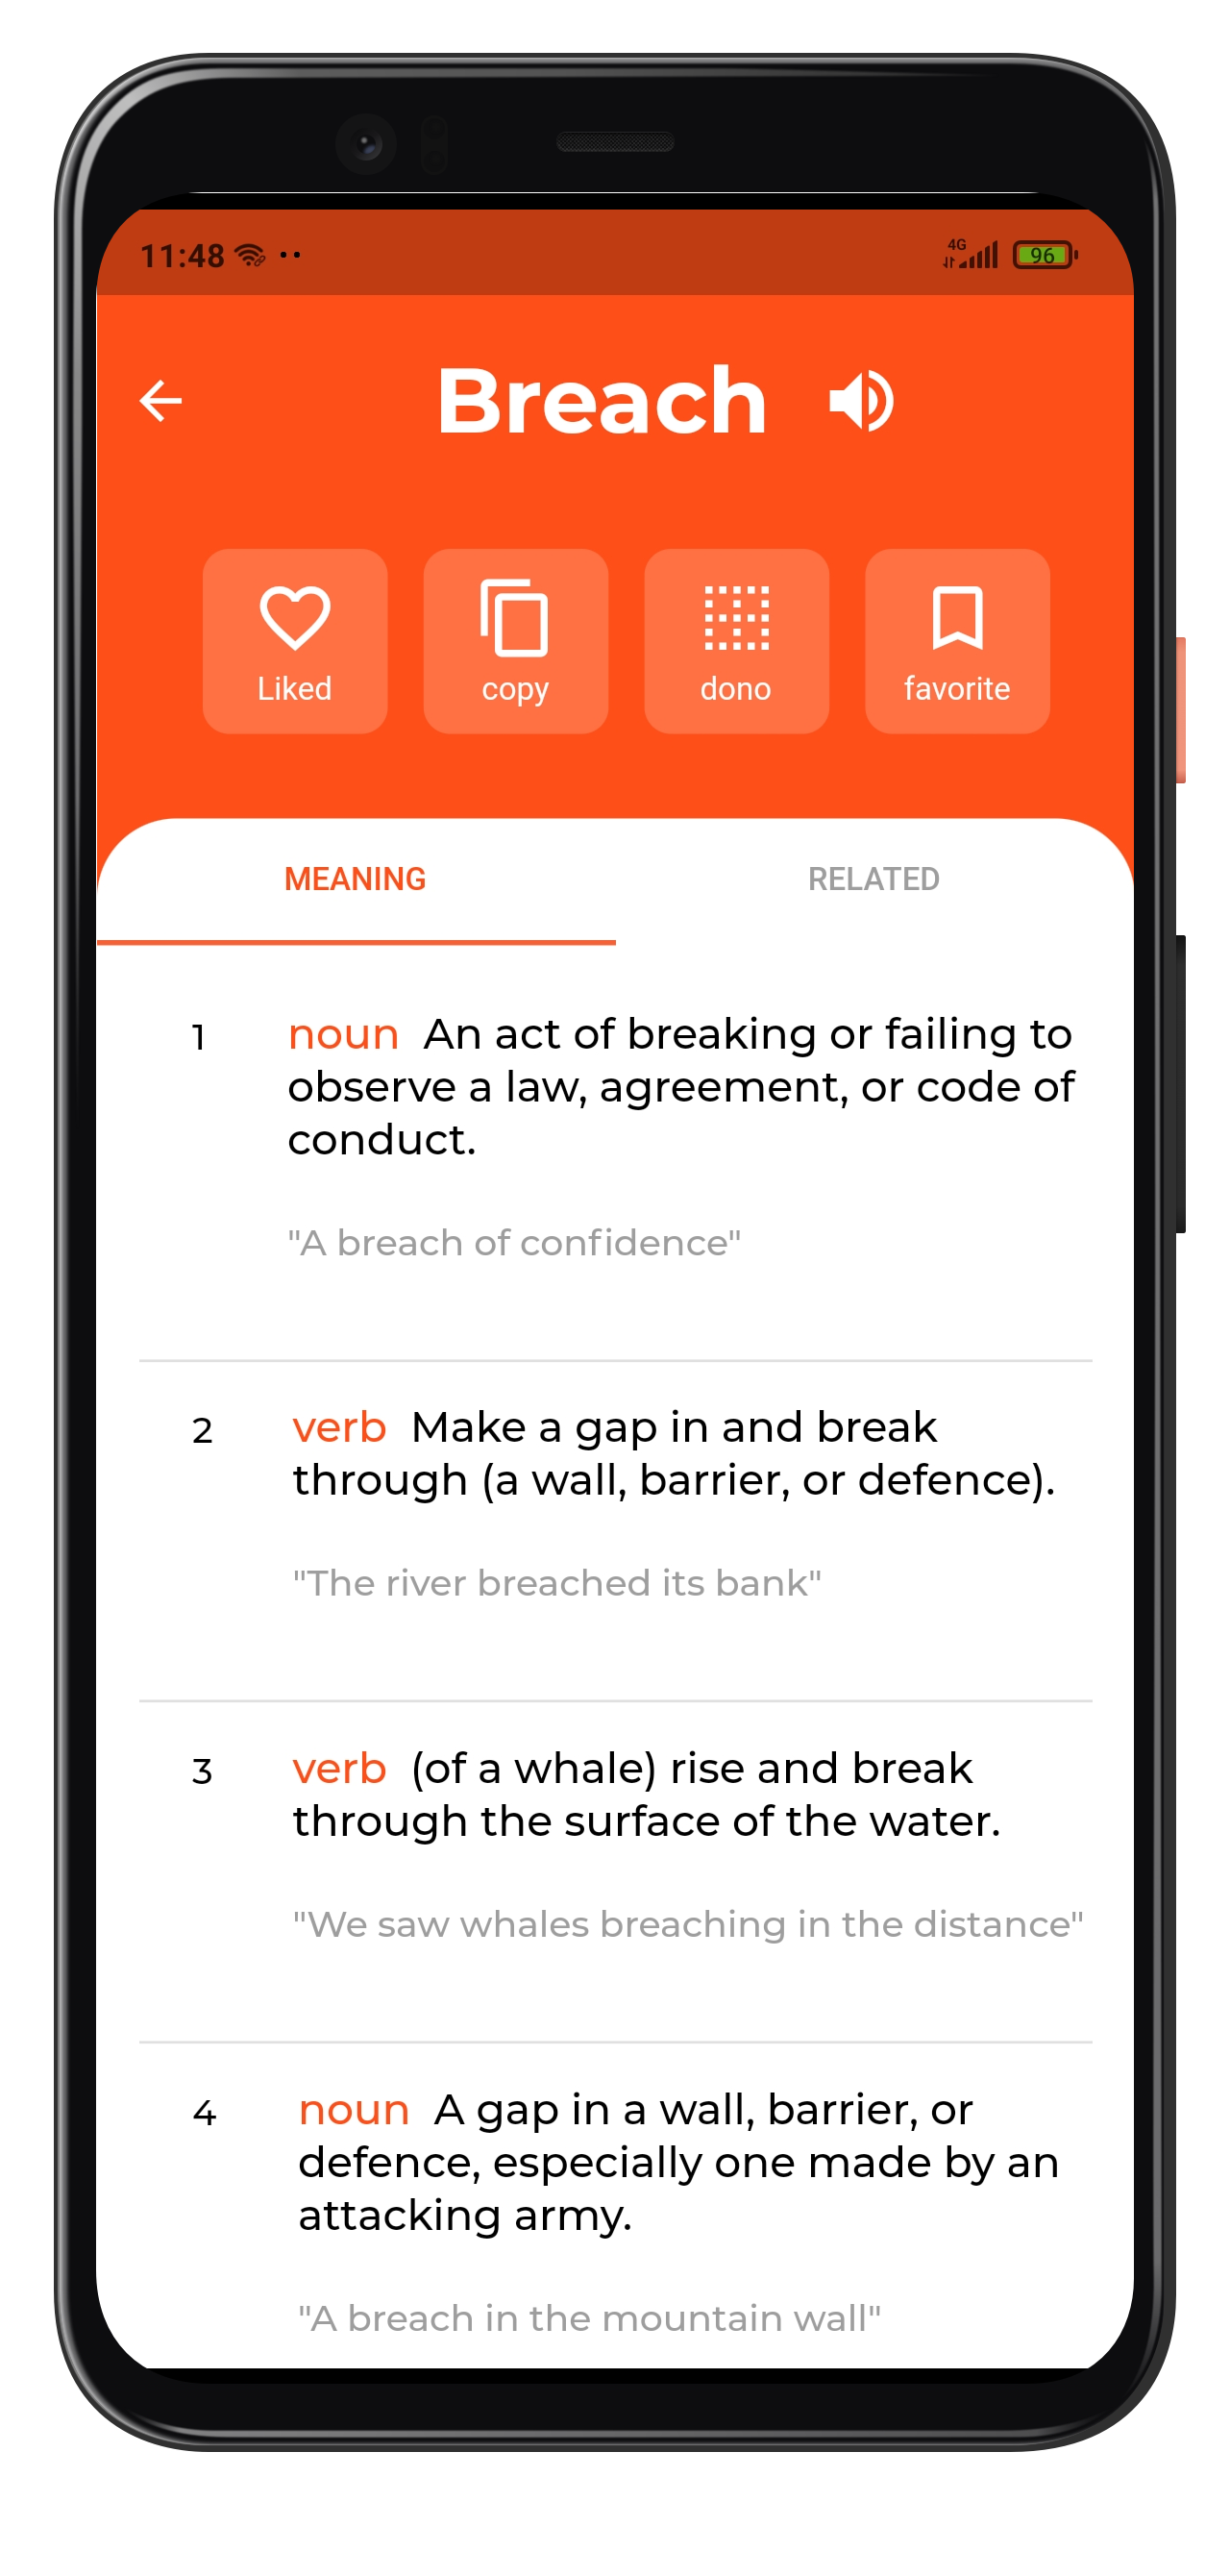 11:48
4G
96
Breach
Liked
copy
dono
favorite
MEANING
RELATED
1
noun An act of breaking or failing to
observe a law, agreement, or code of
conduct.
"A breach of confidence"
2
verb Make a gap in and break
through (a wall, barrier, or defence).
"The river breached its bank"
3
verb (of a whale) rise and break
through the surface of the water.
"We saw whales breaching in the distance"
4
noun A gap in a wall, barrier, or
defence, especially one made by an
attacking army.
"A breach in the mountain wall"